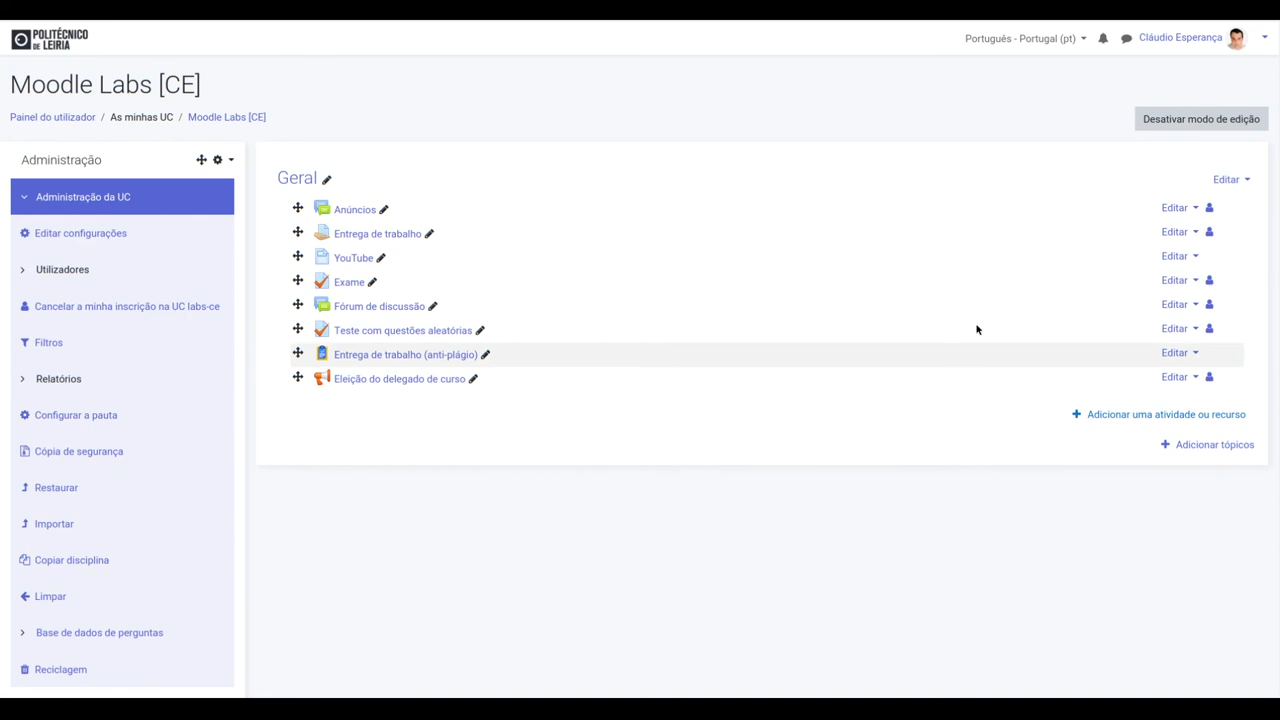 POLITÉCNICO
DE LEIRIA
Português - Portugal (pt)
Cláudio Esperança
Moodle Labs [CE]
Painel do utilizador / As minhas UC / Moodle Labs [CE]
Desativar modo de edição
Administração
Administração da UC
Editar configurações
Utilizadores
Cancelar a minha inscrição na UC labs-ce
Filtros
Relatórios
Configurar a pauta
Cópia de segurança
Restaurar
Importar
Copiar disciplina
Limpar
Base de dados de perguntas
Reciclagem
Geral Editar
Anúncios Editar
Entrega de trabalho Editar
YouTube Editar
Exame Editar
Fórum de discussão Editar
Teste com questões aleatórias Editar
Entrega de trabalho (anti-plágio) Editar
Eleição do delegado de curso Editar
Adicionar uma atividade ou recurso
Adicionar tópicos